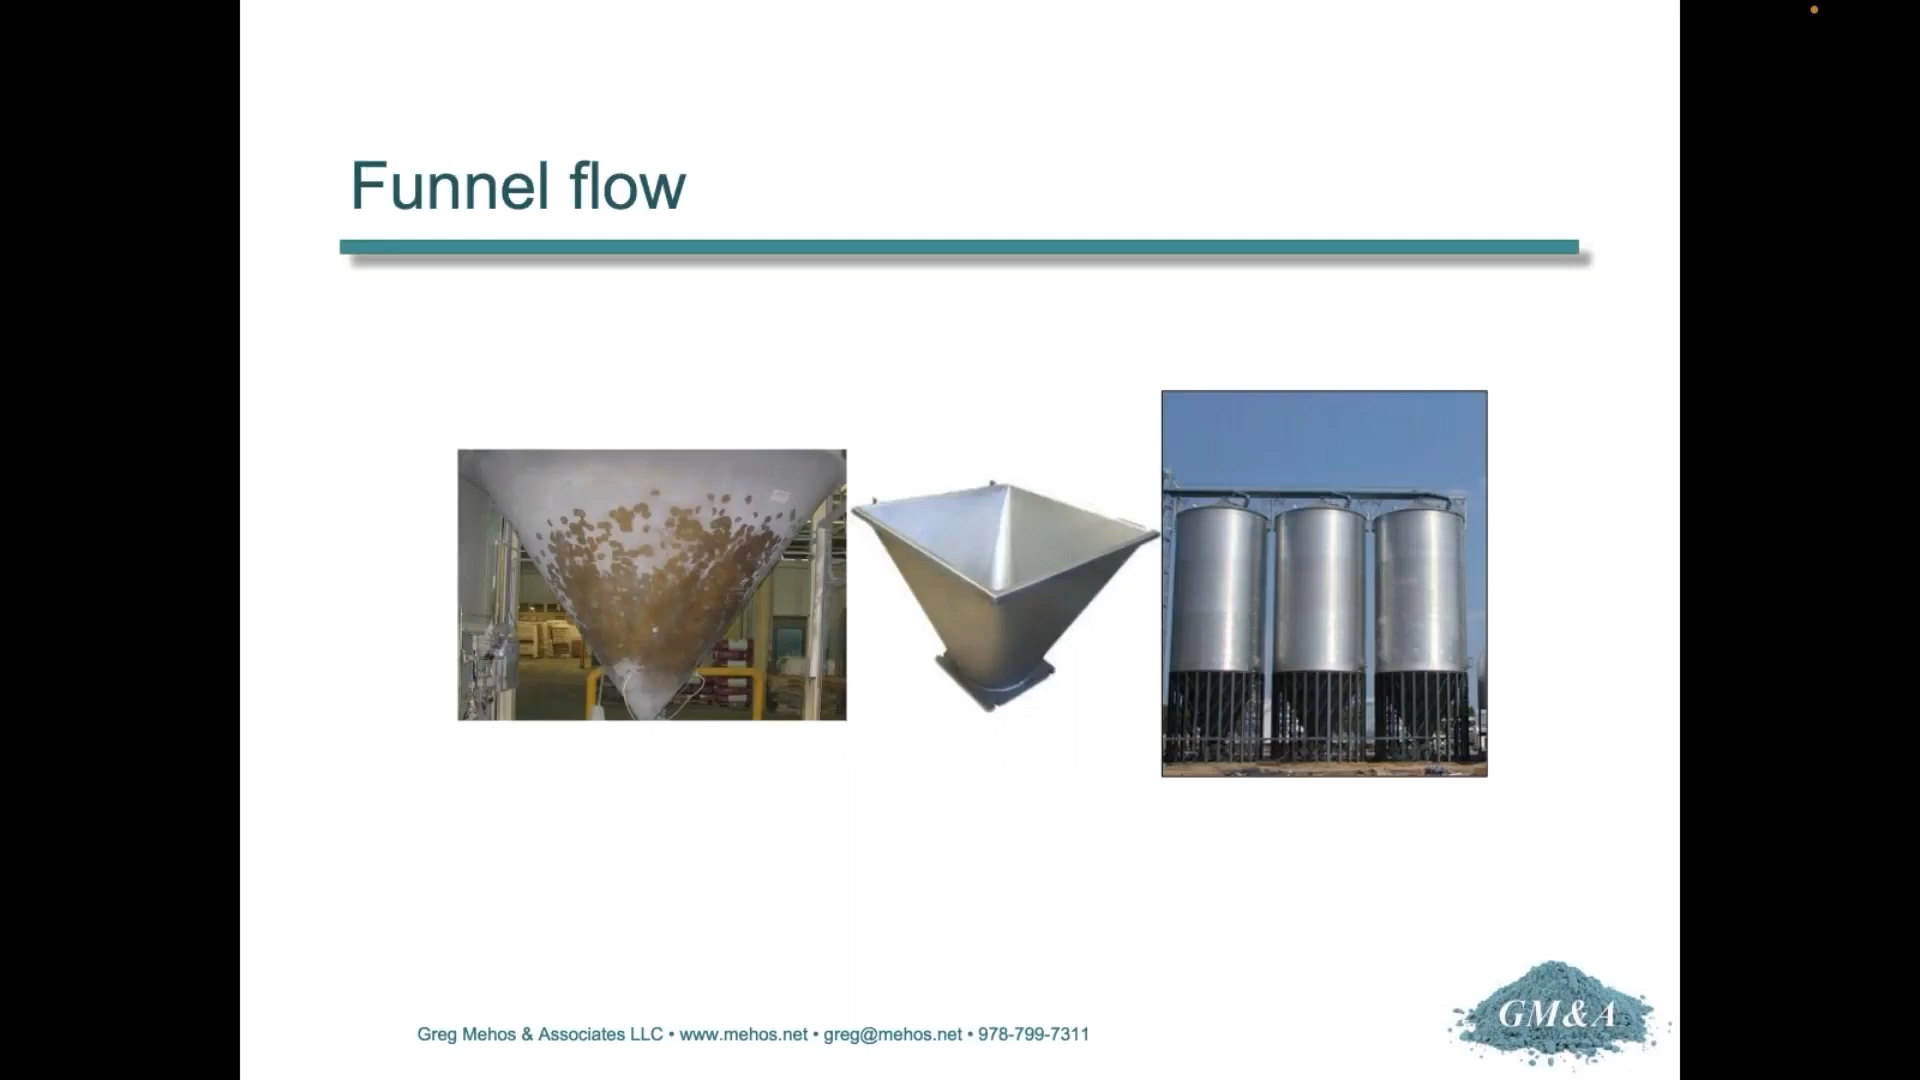 Funnel flow
Greg Mehos & Associates LLC • www.mehos.net • greg@mehos.net • 978-799-7311
GM&A